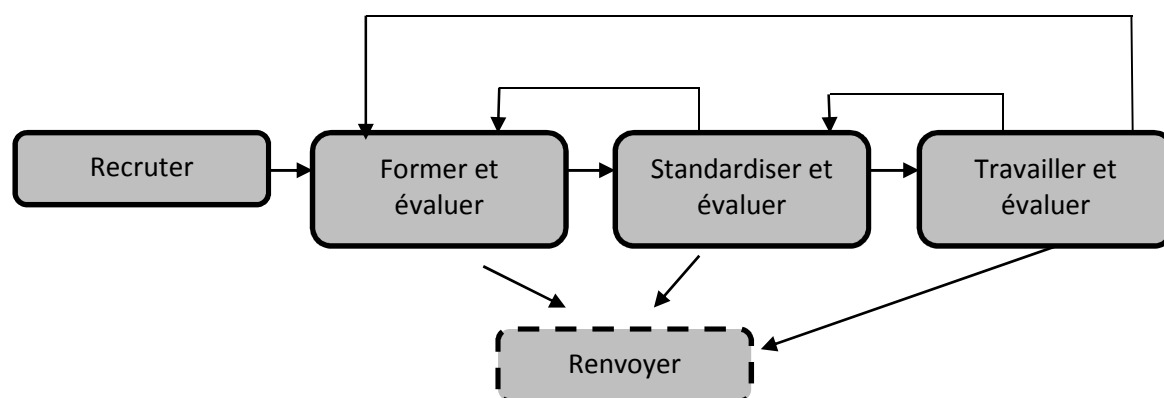 Recruter
Former et
évaluer
Standardiser et
évaluer
Travailler et
évaluer
Renvoyer